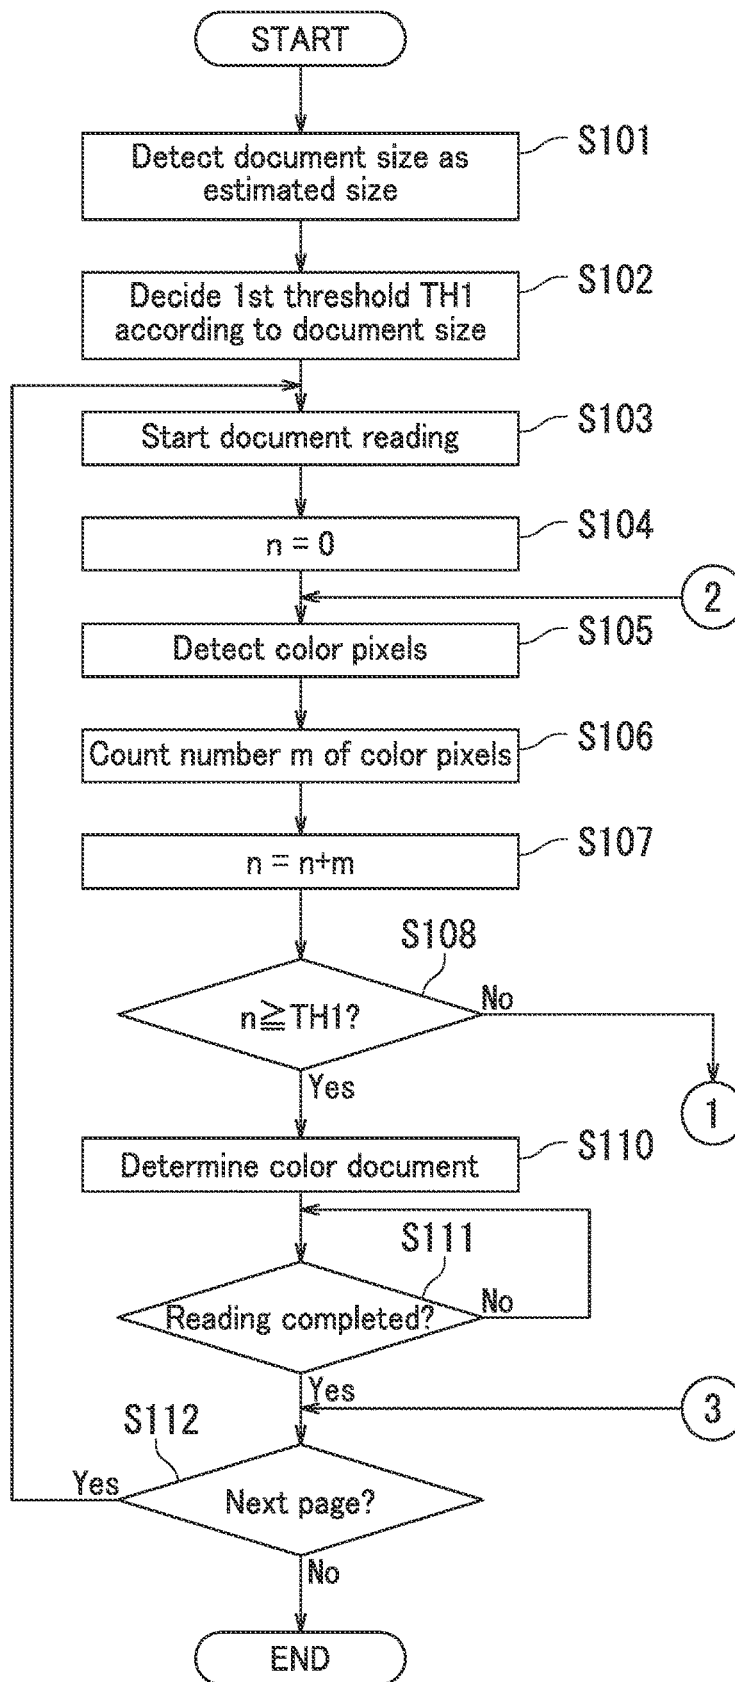 START
Detect document size as
estimated size
S101
Decide 1st threshold TH1
according to document size
S102
Start document reading
S103
n = 0
S104
2
Detect color pixels
S105
Count number m of color pixels
S106
n = n+m
S107
S108
n≧TH1?
No
Yes
1
Determine color document
S110
S111
Reading completed?
No
Yes
3
S112
Yes
Next page?
No
END